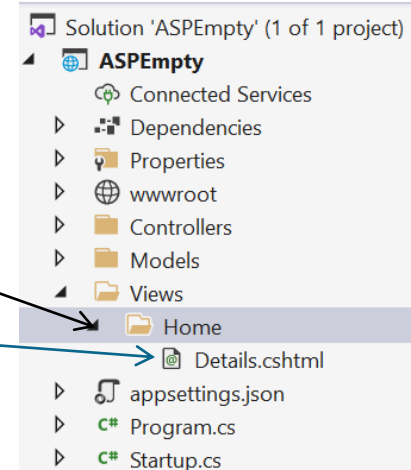 Solution 'ASPEmpty' (1 of 1 project)
ASPEmpty
Connected Services
Dependencies
Properties
wwwroot
Controllers
Models
Views
Home
Details.cshtml
appsettings.json
C# Program.cs
C# Startup.cs